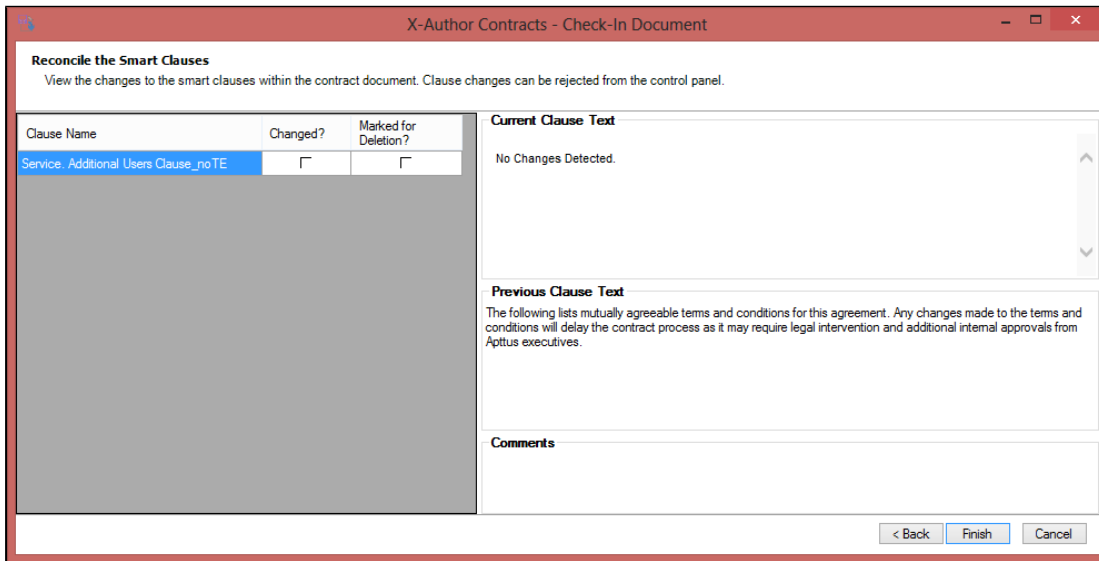 X-Author Contracts - Check-In Document
Reconcile the Smart Clauses
View the changes to the smart clauses within the contract document. Clause changes can be rejected from the control panel.
Clause Name
Changed?
Marked for
Deletion?
Service. Additional Users Clause_noTE
Current Clause Text
No Changes Detected.
Previous Clause Text
The following lists mutually agreeable terms and conditions for this agreement. Any changes made to the terms and
conditions will delay the contract process as it may require legal intervention and additional internal approvals from
Apttus executives.
Comments
< Back
Finish
Cancel